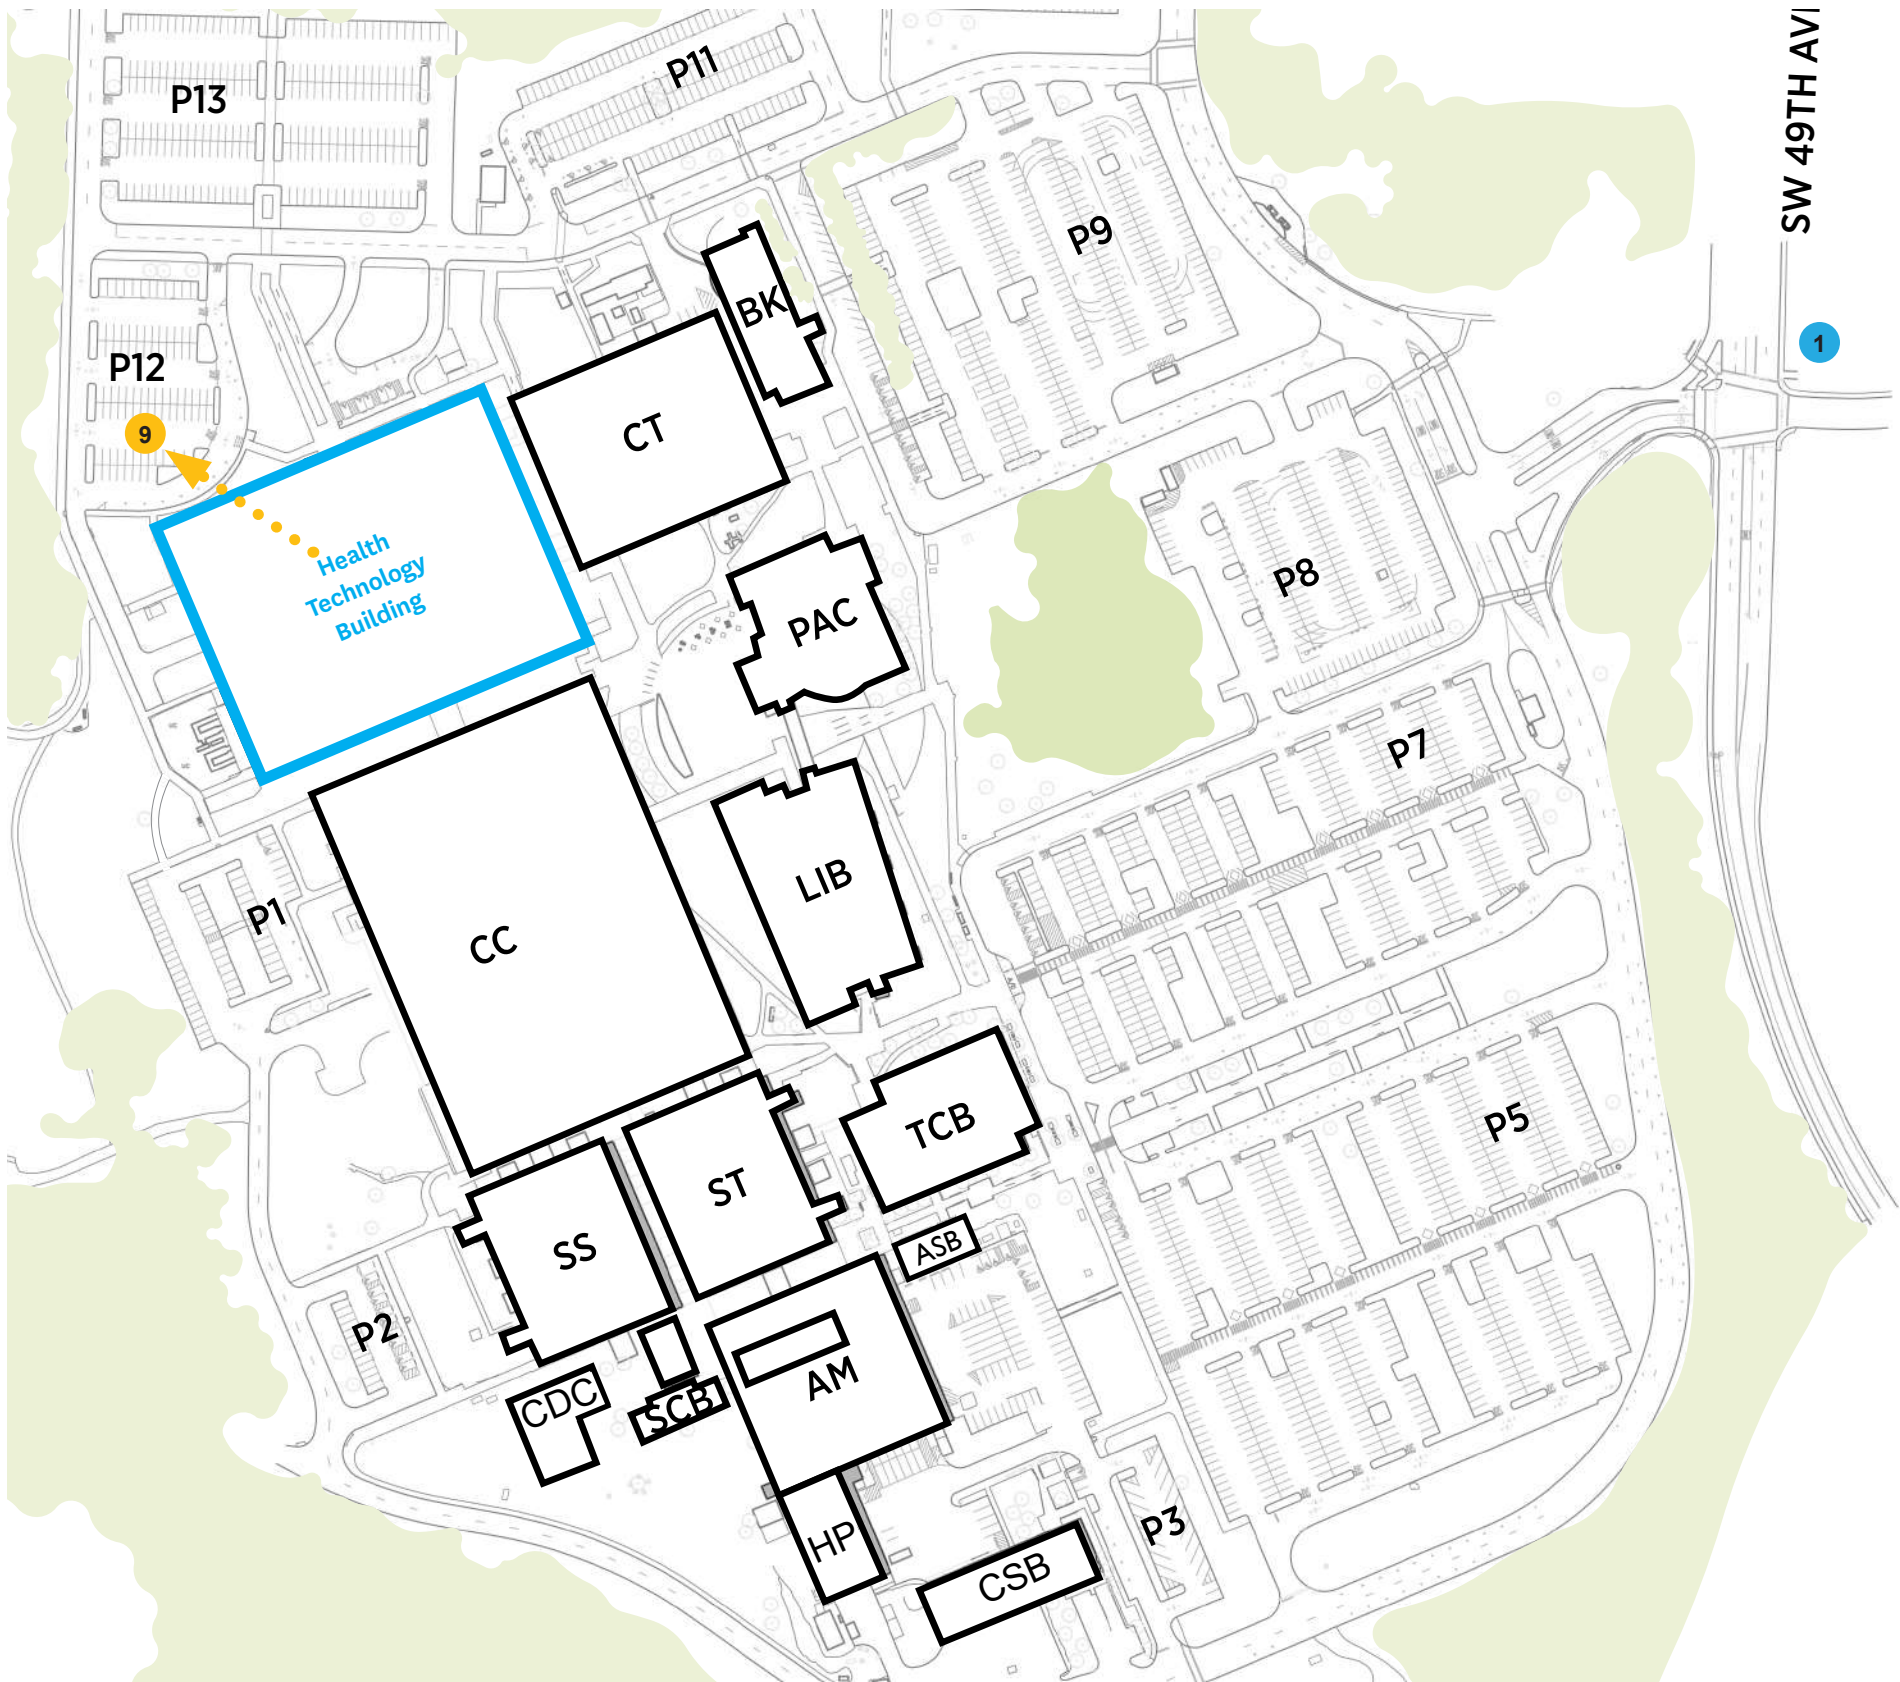 SW 49TH AV
P11
P13
P9
BK
1
P12
CT
9
Health
Technology
Building
P8
PAC
P7
LIB
P1
CC
P5
TCB
ST
ASB
SS
P2
AM
CDC
SCB
P3
HP
CSB